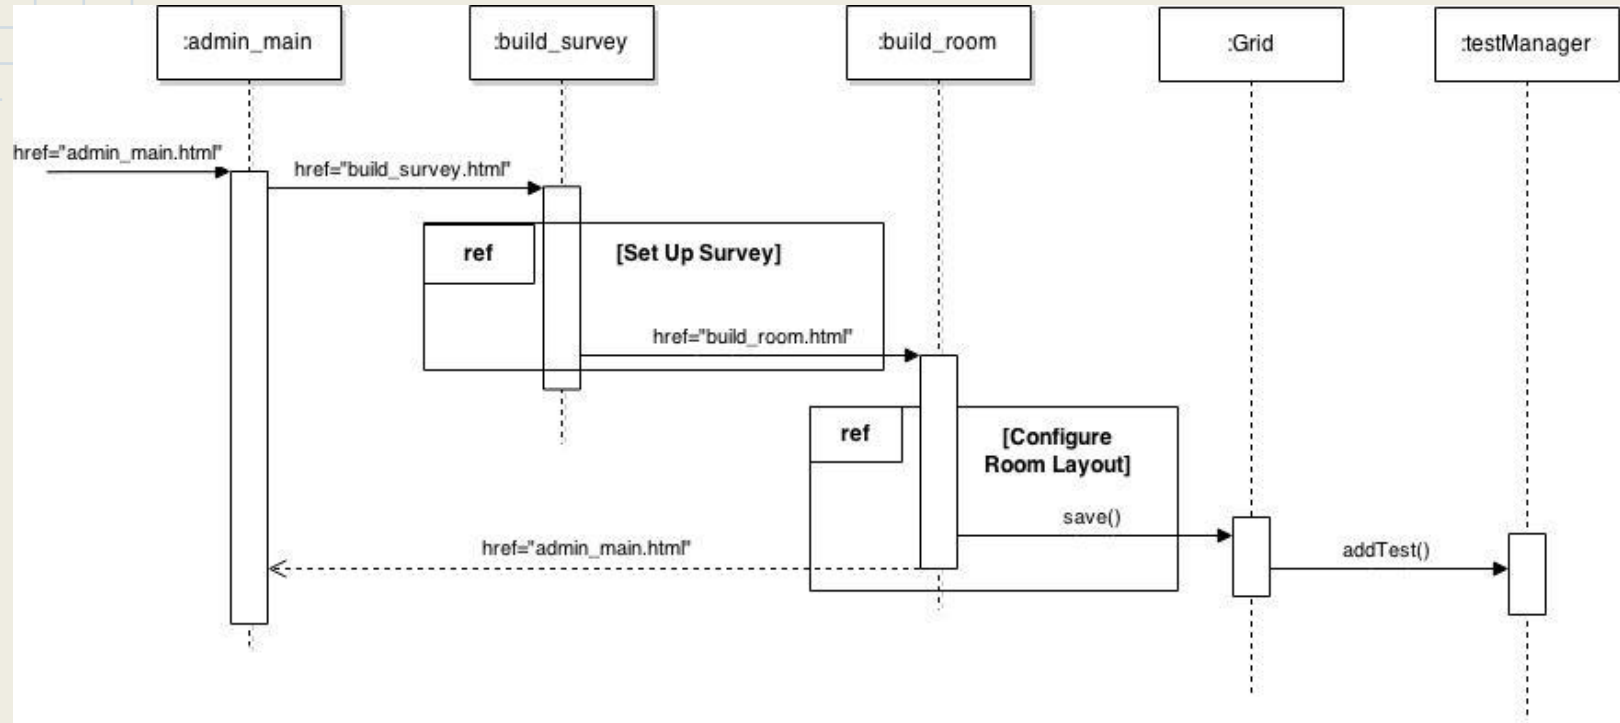 :admin_main
:build_survey
:build_room
:Grid
:testManager
href="admin_main.html"
href="build_survey.html"
ref
[Set Up Survey]
href="build_room.html"
ref
[Configure
Room Layout]
save()
href="admin_main.html"
addTest()